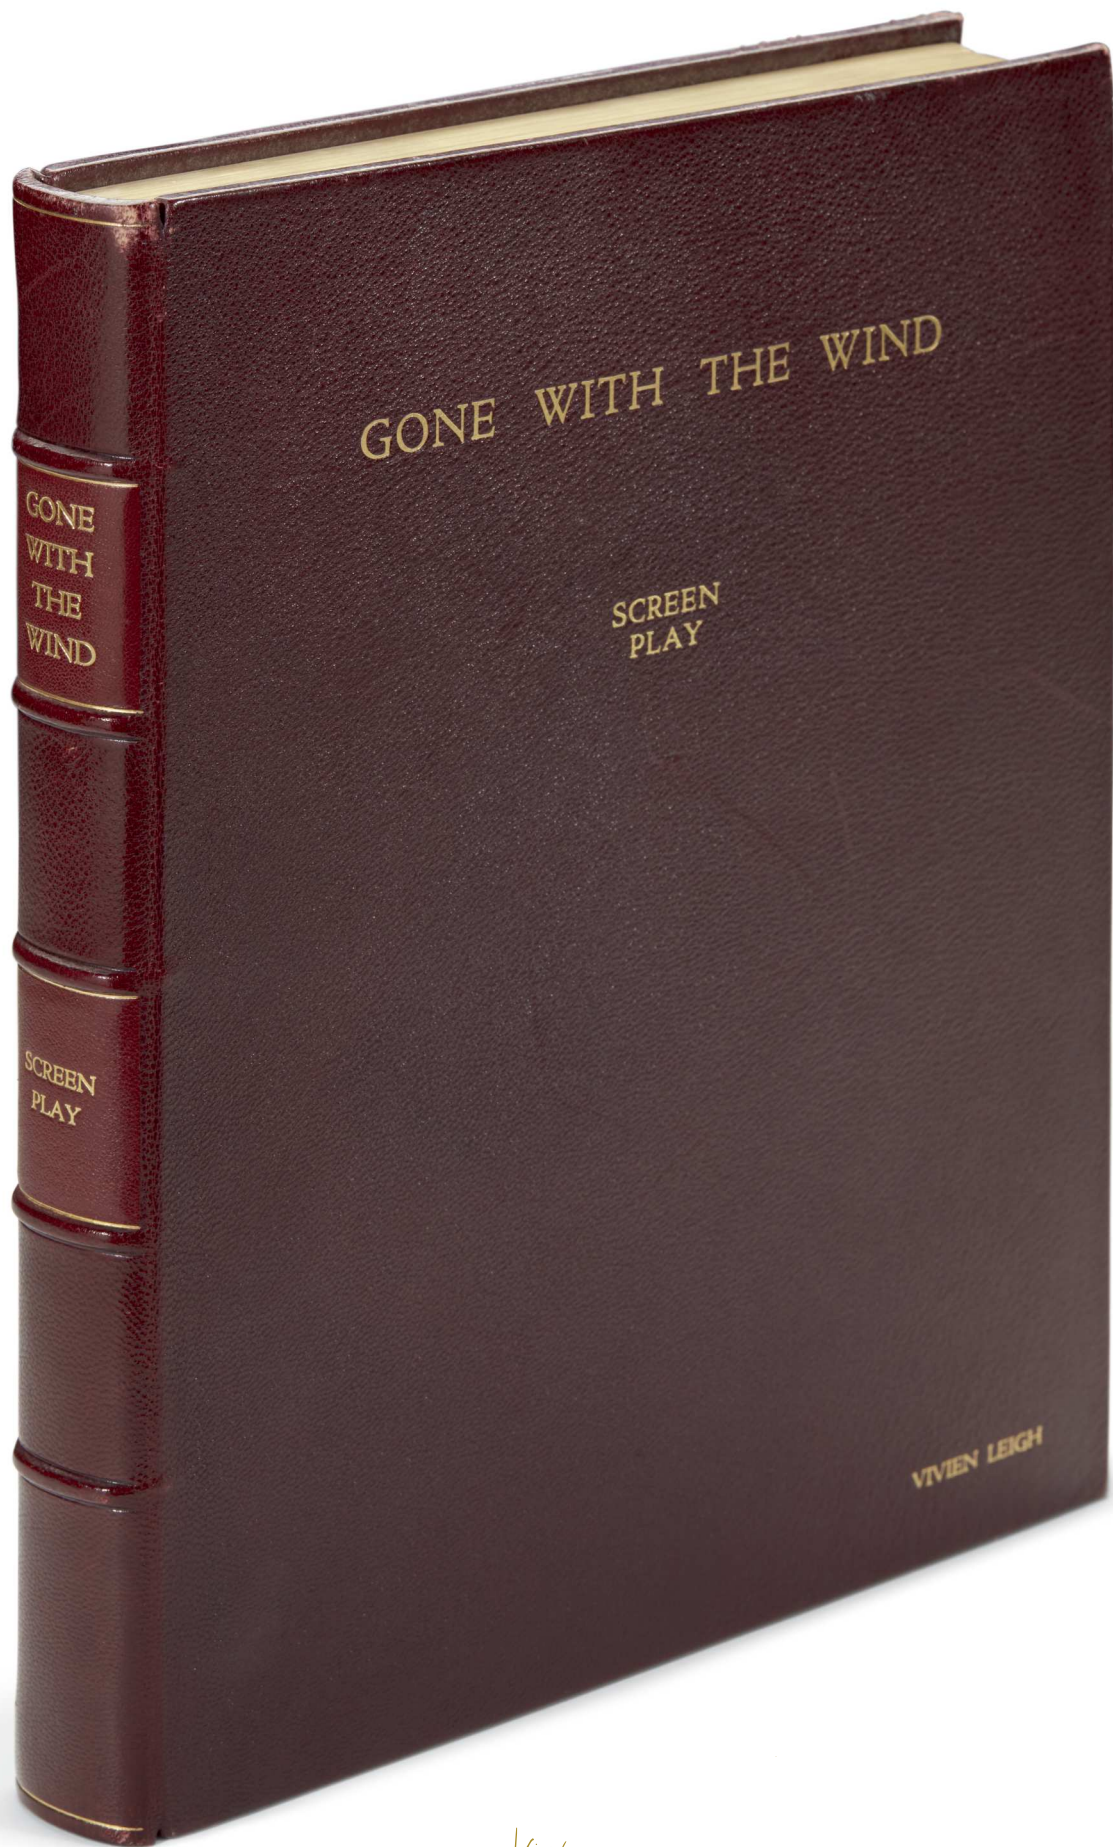 GONE WITH THE WIND
SCREEN
PLAY
VIVIEN LEIGH
GONE
WITH
THE
WIND
SCREEN
PLAY